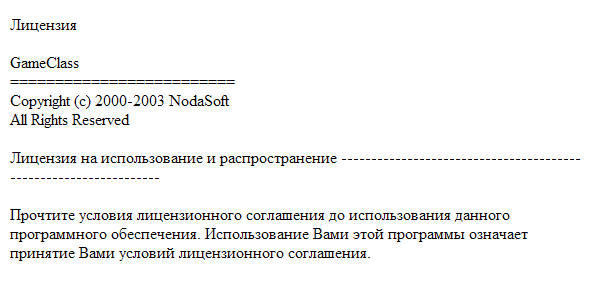 Лицензия
GameClass
=========================
Copyright (c) 2000-2003 NodaSoft
All Rights Reserved
Лицензия на использование и распространение ----------------------------------------
-------------------------
Прочтите условия лицензионного соглашения до использования данного
программного обеспечения. Использование Вами этой программы означает
принятие Вами условий лицензионного соглашения.